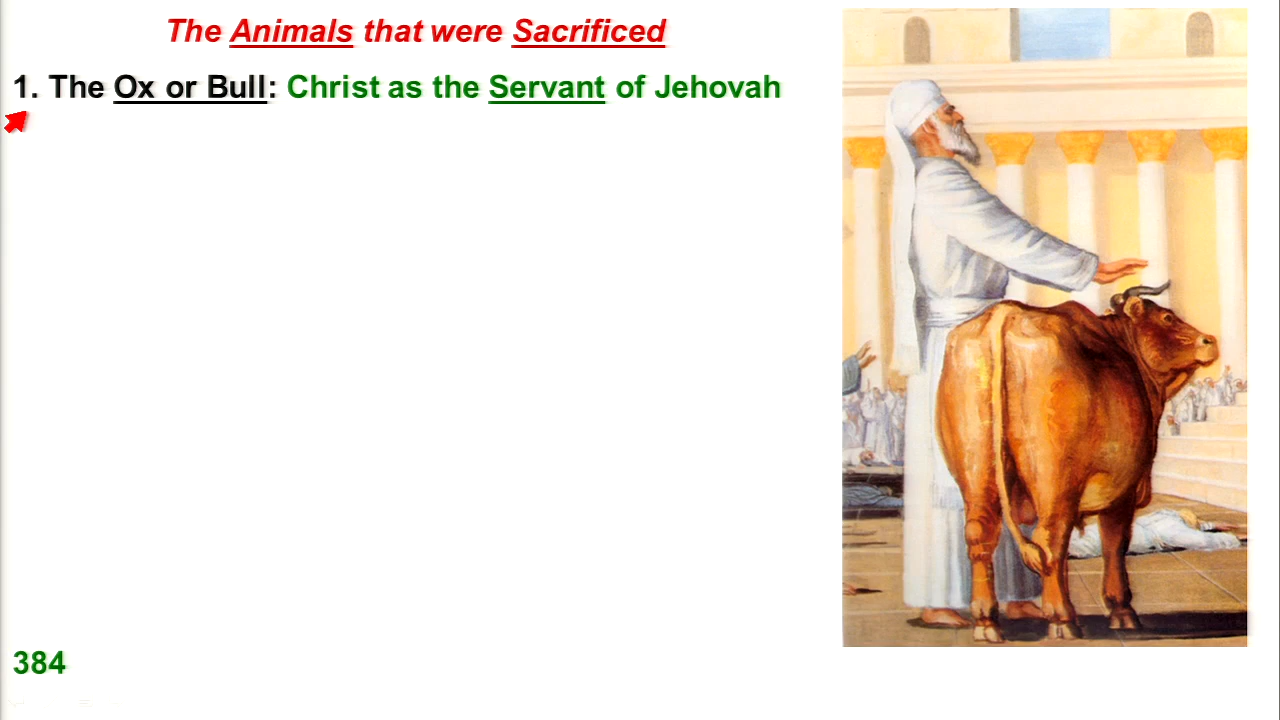 The Animals that were Sacrificed
1. The Ox or Bull: Christ as the Servant of Jehovah
384